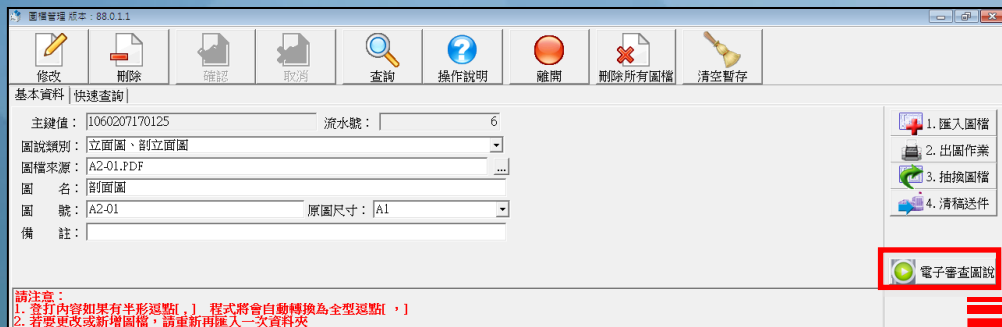 圖檔管理 版本：88.0.1.1
修改 刪除 確認 取消 查詢 操作說明 離開 刪除所有圖檔 清空暫存
基本資料 快速查詢
主鍵值： 1060207170125 流水號： 6
圖說類別： 立面圖、剖立面圖
圖檔來源： A2-01.PDF ...
圖 名： 剖面圖
圖 號： A2-01 原圖尺寸： A1
備 註：
1. 匯入圖檔
2. 出圖作業
3. 抽換圖檔
4. 清稿送件
電子審查圖說
請注意：
1. 登打內容如果有半形逗點[ , ] 程式將會自動轉換為全型逗點[ ，]
2. 若要更改或新增圖檔，請重新再匯入一次資料夾